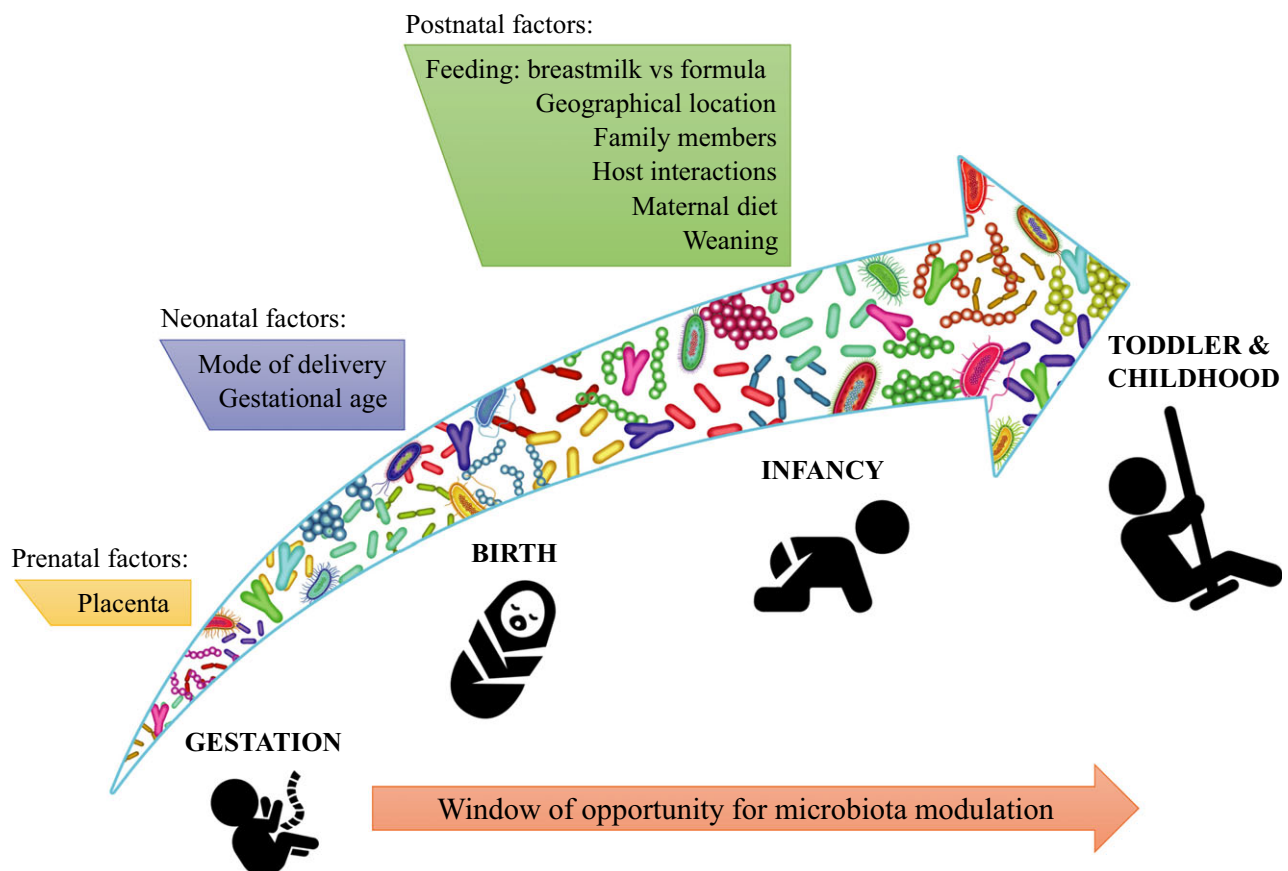 Postnatal factors:
Feeding: breastmilk vs formula
Geographical location
Family members
Host interactions
Maternal diet
Weaning
Neonatal factors:
Mode of delivery
Gestational age
Prenatal factors:
Placenta
GESTATION
BIRTH
INFANCY
TODDLER &
CHILDHOOD
Window of opportunity for microbiota modulation